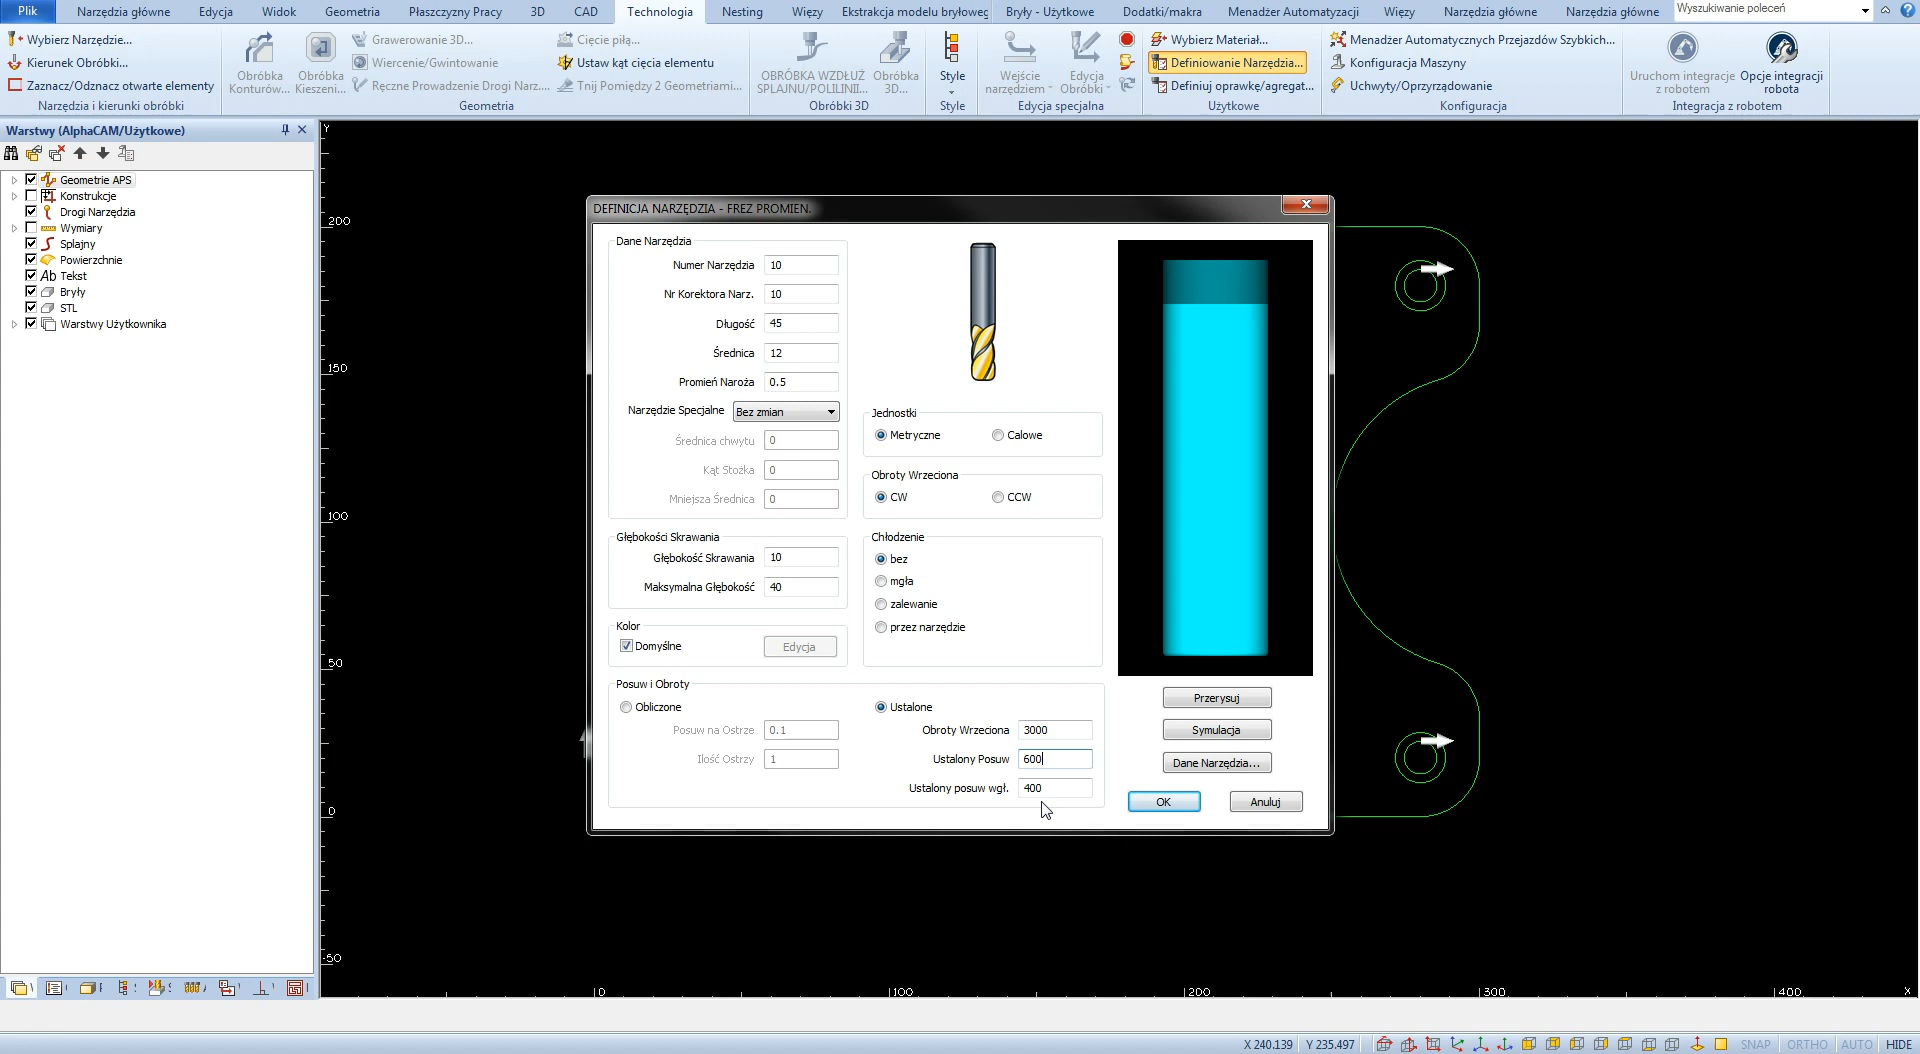 Plik Narzędzia główne Edycja Widok Geometria Płaszczyzny Pracy 3D CAD Technologia Nesting Więzy Ekstrakcja modelu bryłoweg Bryły - Użytkowe Dodatki/makra Menadżer Automatyzacji Więzy Narzędzia główne Narzędzia główne Wyszukiwanie poleceń
Wybierz Narzędzie...
Kierunek Obróbki...
Zaznacz/Odznacz otwarte elementy
Narzędzia i kierunki obróbki
Obróbka Konturów...
Obróbka Kieszeni...
Grawerowanie 3D...
Wiercenie/Gwintowanie
Ręczne Prowadzenie Drogi Narz....
Cięcie piłą...
Ustaw kąt cięcia elementu
Tnij Pomiędzy 2 Geometriami...
Geometria
OBRÓBKA WZDŁUŻ SPLAJNU/POLILINII...
Obróbka 3D...
Obróbki 3D
Style
Style
Wejście narzędziem
Edycja Obróbki
Edycja specjalna
Wybierz Materiał...
Definiowanie Narzędzia...
Definiuj oprawkę/agregat...
Użytkowe
Menadżer Automatycznych Przejazdów Szybkich...
Konfiguracja Maszyny
Uchwyty/Oprzyrządowanie
Konfiguracja
Uruchom integracje z robotem
Opcje integracji robota
Integracja z robotem
Warstwy (AlphaCAM/Użytkowe)
Geometrie APS
Konstrukcje
Drogi Narzędzia
Wymiary
Splajny
Powierzchnie
Ab Tekst
Bryły
STL
Warstwy Użytkownika
Y
200
150
100
50
0
-50
0 100 200 300 400 X
DEFINICJA NARZĘDZIA - FREZ PROMIEN.
Dane Narzędzia
Numer Narzędzia 10
Nr Korektora Narz. 10
Długość 45
Średnica 12
Promień Naroża 0.5
Narzędzie Specjalne Bez zmian
Średnica chwytu 0
Kąt Stożka 0
Mniejsza Średnica 0
Głębokości Skrawania
Głębokość Skrawania 10
Maksymalna Głębokość 40
Kolor
Domyślne Edycja
Jednostki
Metryczne Calowe
Obroty Wrzeciona
CW CCW
Chłodzenie
bez
mgła
zalewanie
przez narzędzie
Posuw i Obroty
Obliczone
Posuw na Ostrze 0.1
Ilość Ostrzy 1
Ustalone
Obroty Wrzeciona 3000
Ustalony Posuw 600
Ustalony posuw wgł. 400
Przerysuj
Symulacja
Dane Narzędzia...
OK Anuluj
X 240.139 Y 235.497 SNAP ORTHO AUTO HIDE